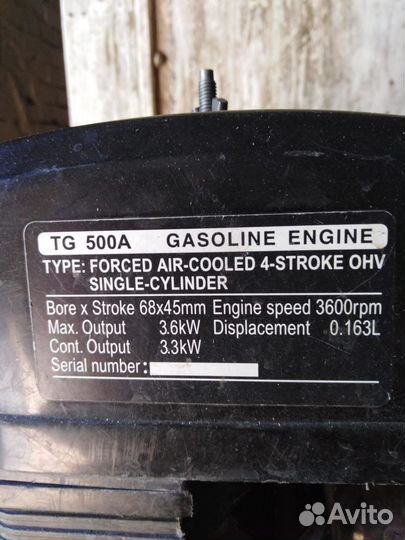 TG 500A GASOLINE ENGINE
TYPE: FORCED AIR-COOLED 4-STROKE OHV
SINGLE-CYLINDER
Bore x Stroke 68x45mm Engine speed 3600rpm
Max. Output 3.6kW Displacement 0.163L
Cont. Output 3.3kW
Serial number:
Avito